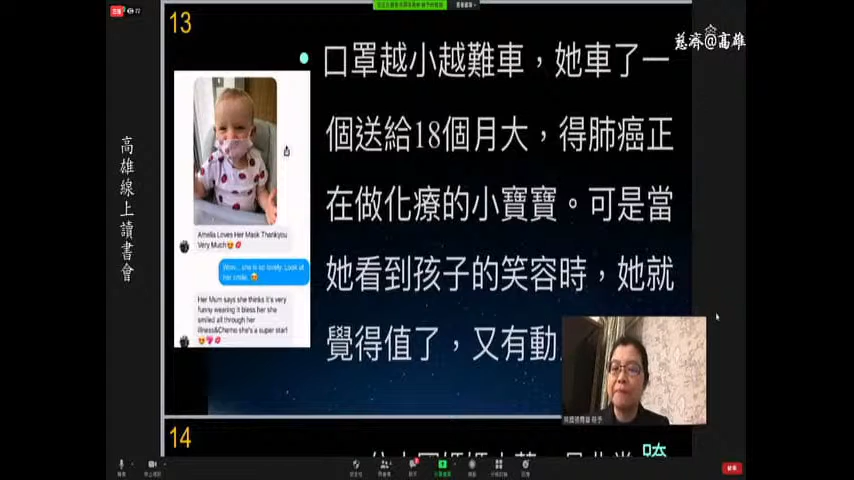 13
慈濟@高雄
口罩越小越難車，她車了一
個送給18個月大，得肺癌正
在做化療的小寶寶。可是當
她看到孩子的笑容時，她就
覺得值了，又有動
Amelia Loves Her Mask Thankyou
Very Much😍💋
Wow... she is so lovely. Look at
her smile. 😍
Her Mum says she thinks it's very
funny wearing it bless her she
smiled all through her
illness&Chemo she's a super star!
😍💖💋
高雄線上讀書會
14